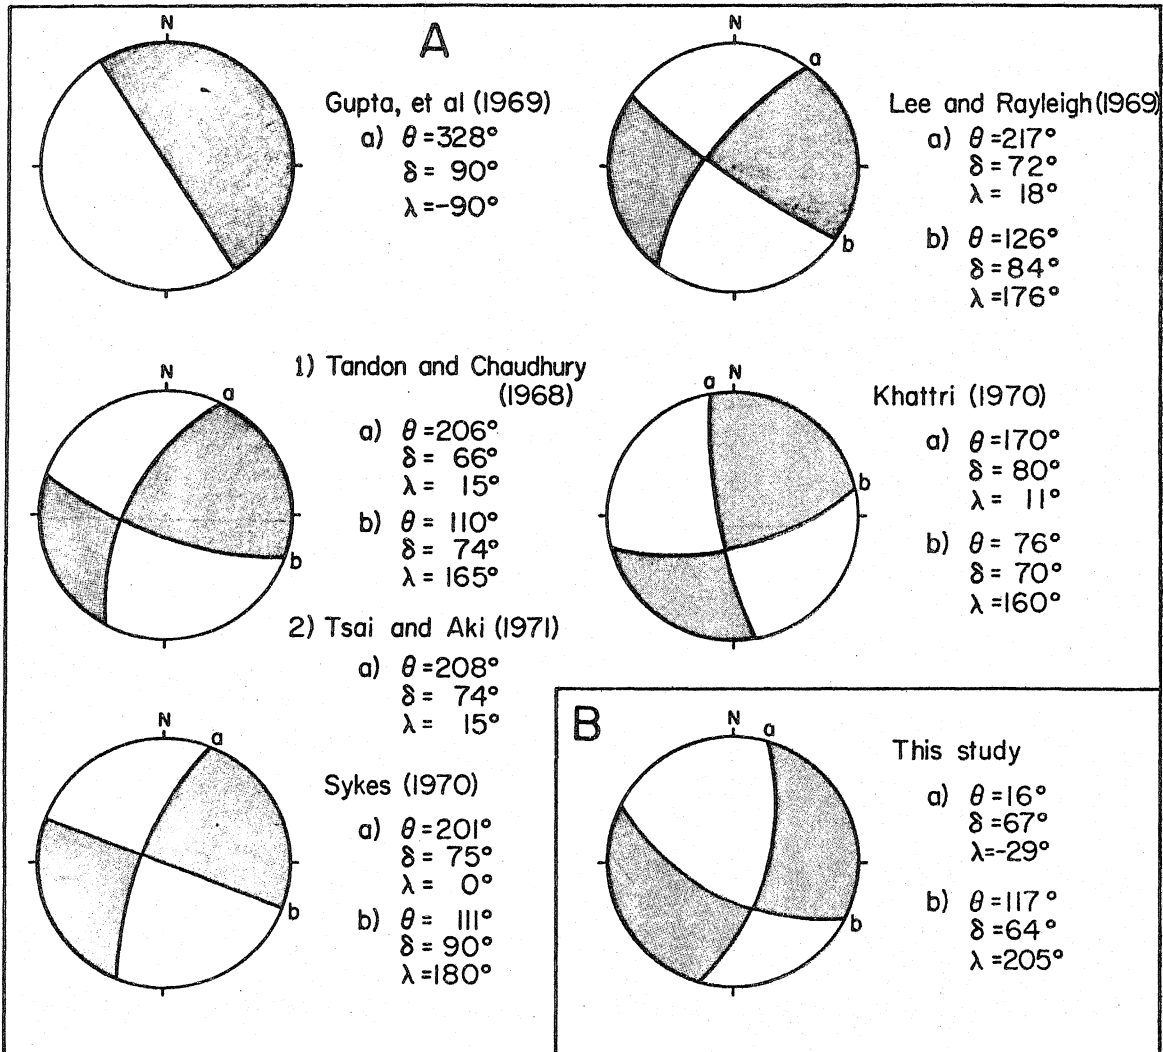 A
N
Gupta, et al (1969)
a) θ=328°
δ= 90°
λ=-90°
N
a
b
Lee and Rayleigh(1969)
a) θ=217°
δ=72°
λ= 18°
b) θ=126°
δ=84°
λ=176°
N
a
b
1) Tandon and Chaudhury
(1968)
a) θ=206°
δ= 66°
λ= 15°
b) θ= 110°
δ= 74°
λ=165°
2) Tsai and Aki (1971)
a) θ=208°
δ= 74°
λ= 15°
N
a
b
Khattri (1970)
a) θ=170°
δ=80°
λ= 11°
b) θ= 76°
δ=70°
λ=160°
N
a
b
Sykes (1970)
a) θ=201°
δ= 75°
λ= 0°
b) θ= 111°
δ=90°
λ=180°
B
N
a
b
This study
a) θ=16°
δ=67°
λ=-29°
b) θ=117°
δ=64°
λ=205°